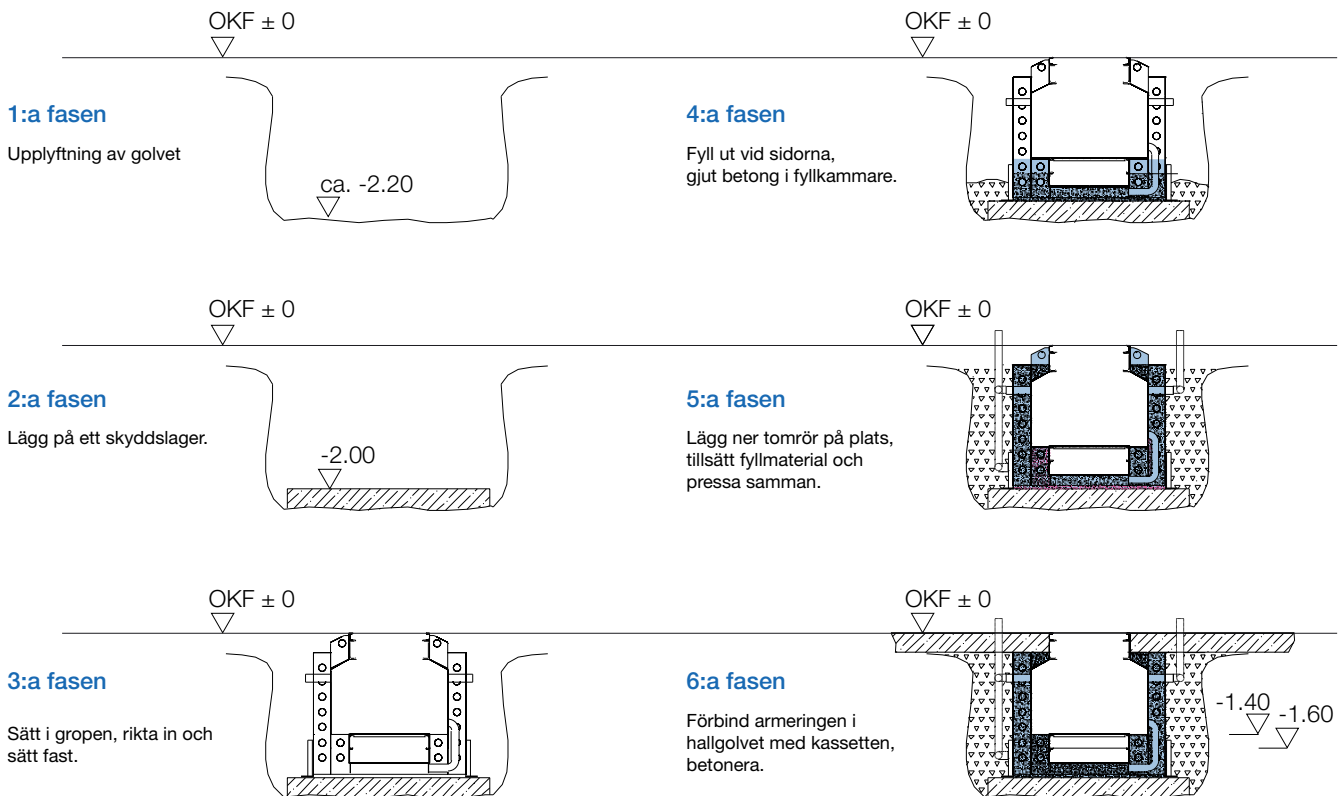 OKF ± 0
1:a fasen
Upplyftning av golvet
ca. -2.20
OKF ± 0
2:a fasen
Lägg på ett skyddslager.
-2.00
OKF ± 0
3:a fasen
Sätt i gropen, rikta in och
sätt fast.
OKF ± 0
4:a fasen
Fyll ut vid sidorna,
gjut betong i fyllkammare.
OKF ± 0
5:a fasen
Lägg ner tomrör på plats,
tillsätt fyllmaterial och
pressa samman.
OKF ± 0
6:a fasen
Förbind armeringen i
hallgolvet med kassetten,
betonera.
-1.40
-1.60